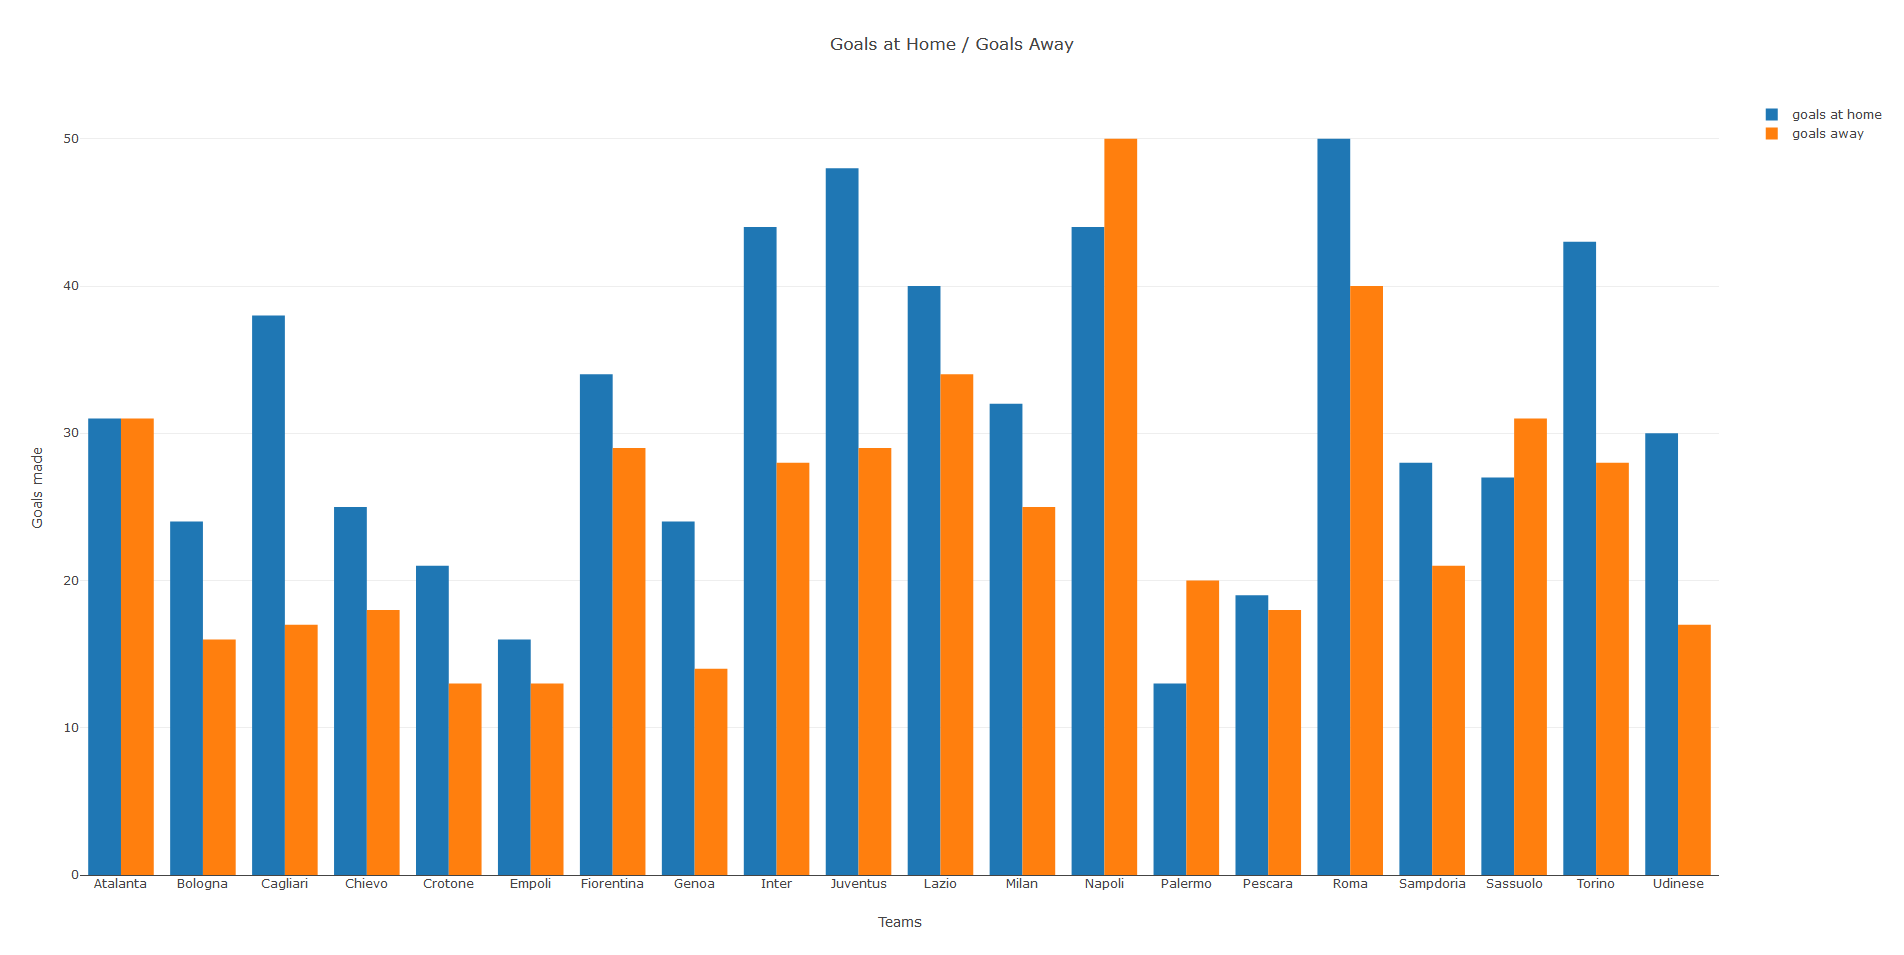 Goals at Home / Goals Away
goals at home
goals away
50
40
30
20
10
0
Goals made
Atalanta Bologna Cagliari Chievo Crotone Empoli Fiorentina Genoa Inter Juventus Lazio Milan Napoli Palermo Pescara Roma Sampdoria Sassuolo Torino Udinese
Teams